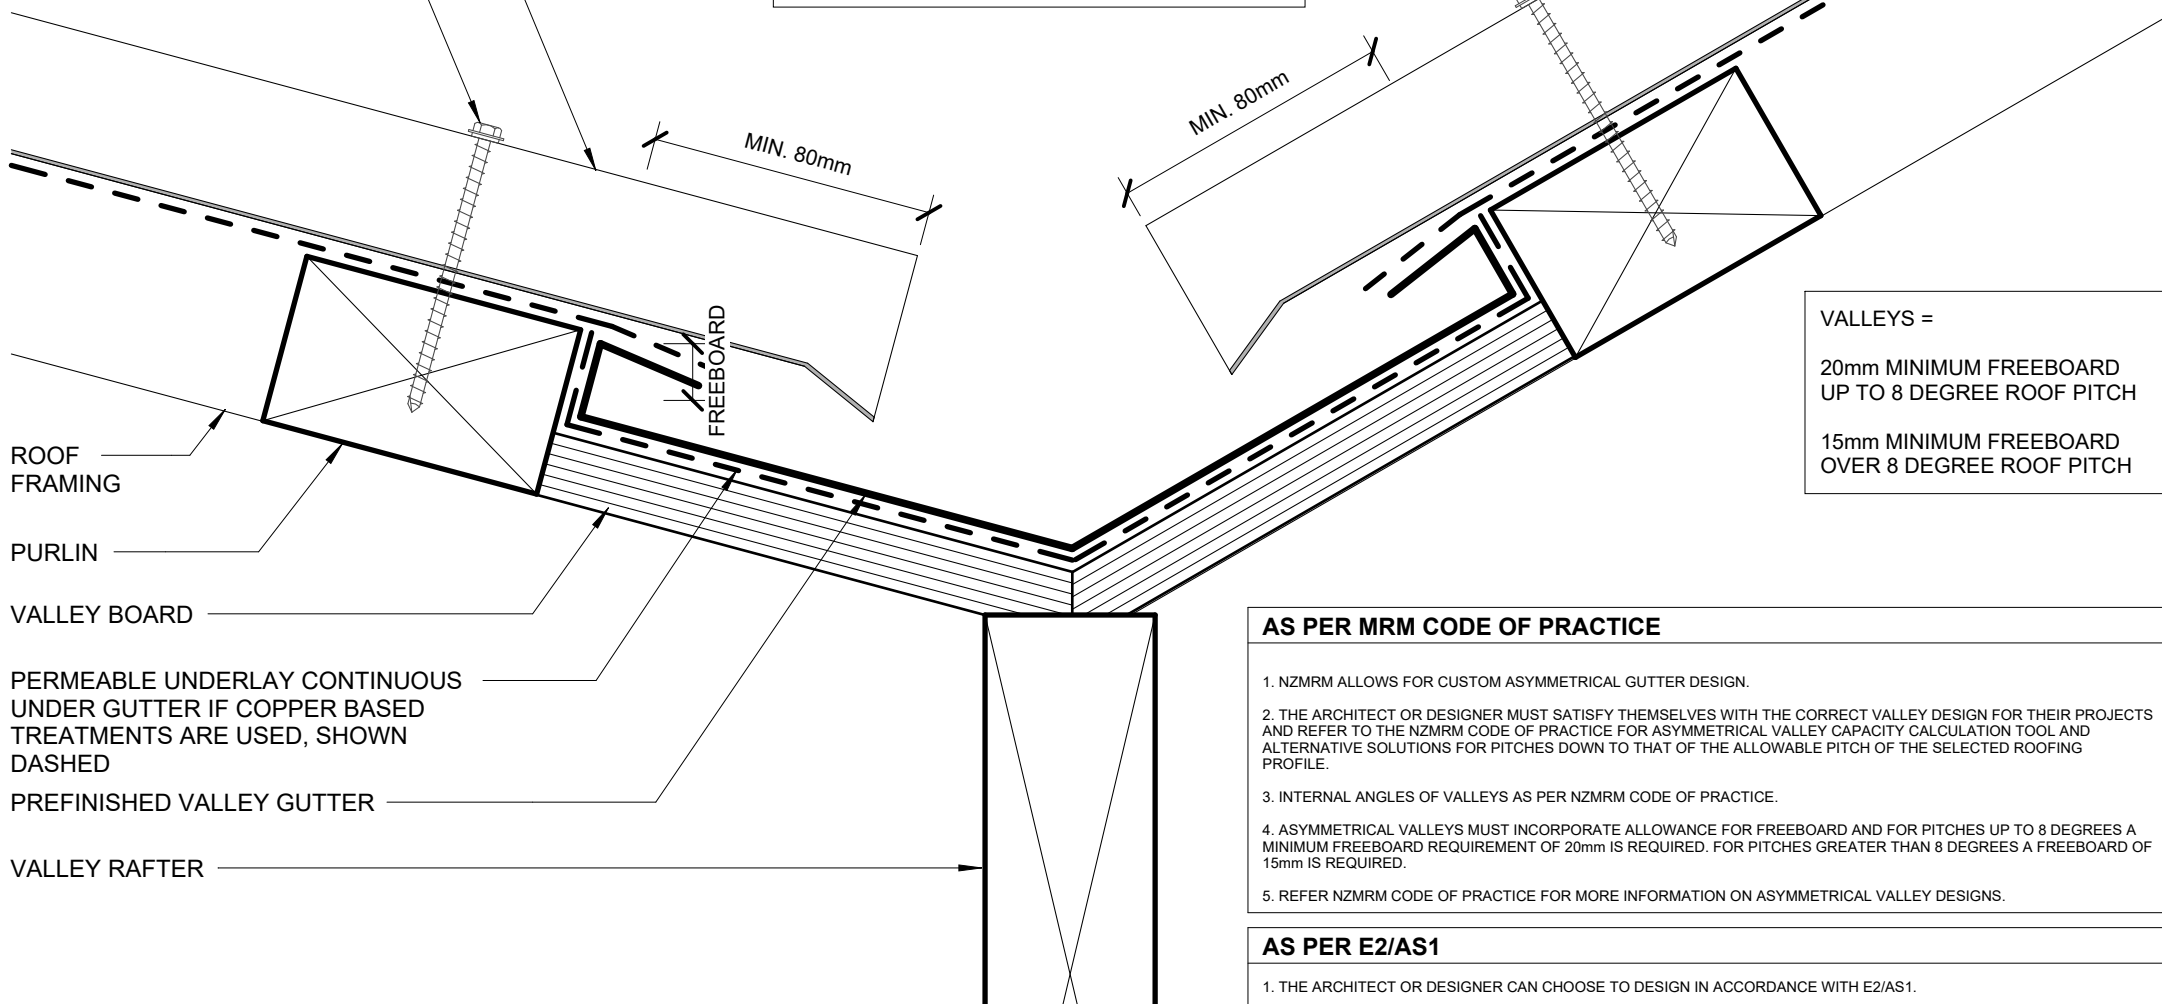 MIN. 80mm
MIN. 80mm
FREEBOARD
VALLEYS =
20mm MINIMUM FREEBOARD
UP TO 8 DEGREE ROOF PITCH
15mm MINIMUM FREEBOARD
OVER 8 DEGREE ROOF PITCH
ROOF
FRAMING
PURLIN
VALLEY BOARD
PERMEABLE UNDERLAY CONTINUOUS
UNDER GUTTER IF COPPER BASED
TREATMENTS ARE USED, SHOWN
DASHED
PREFINISHED VALLEY GUTTER
VALLEY RAFTER
AS PER MRM CODE OF PRACTICE
1. NZMRM ALLOWS FOR CUSTOM ASYMMETRICAL GUTTER DESIGN.
2. THE ARCHITECT OR DESIGNER MUST SATISFY THEMSELVES WITH THE CORRECT VALLEY DESIGN FOR THEIR PROJECTS
AND REFER TO THE NZMRM CODE OF PRACTICE FOR ASYMMETRICAL VALLEY CAPACITY CALCULATION TOOL AND
ALTERNATIVE SOLUTIONS FOR PITCHES DOWN TO THAT OF THE ALLOWABLE PITCH OF THE SELECTED ROOFING
PROFILE.
3. INTERNAL ANGLES OF VALLEYS AS PER NZMRM CODE OF PRACTICE.
4. ASYMMETRICAL VALLEYS MUST INCORPORATE ALLOWANCE FOR FREEBOARD AND FOR PITCHES UP TO 8 DEGREES A
MINIMUM FREEBOARD REQUIREMENT OF 20mm IS REQUIRED. FOR PITCHES GREATER THAN 8 DEGREES A FREEBOARD OF
15mm IS REQUIRED.
5. REFER NZMRM CODE OF PRACTICE FOR MORE INFORMATION ON ASYMMETRICAL VALLEY DESIGNS.
AS PER E2/AS1
1. THE ARCHITECT OR DESIGNER CAN CHOOSE TO DESIGN IN ACCORDANCE WITH E2/AS1.